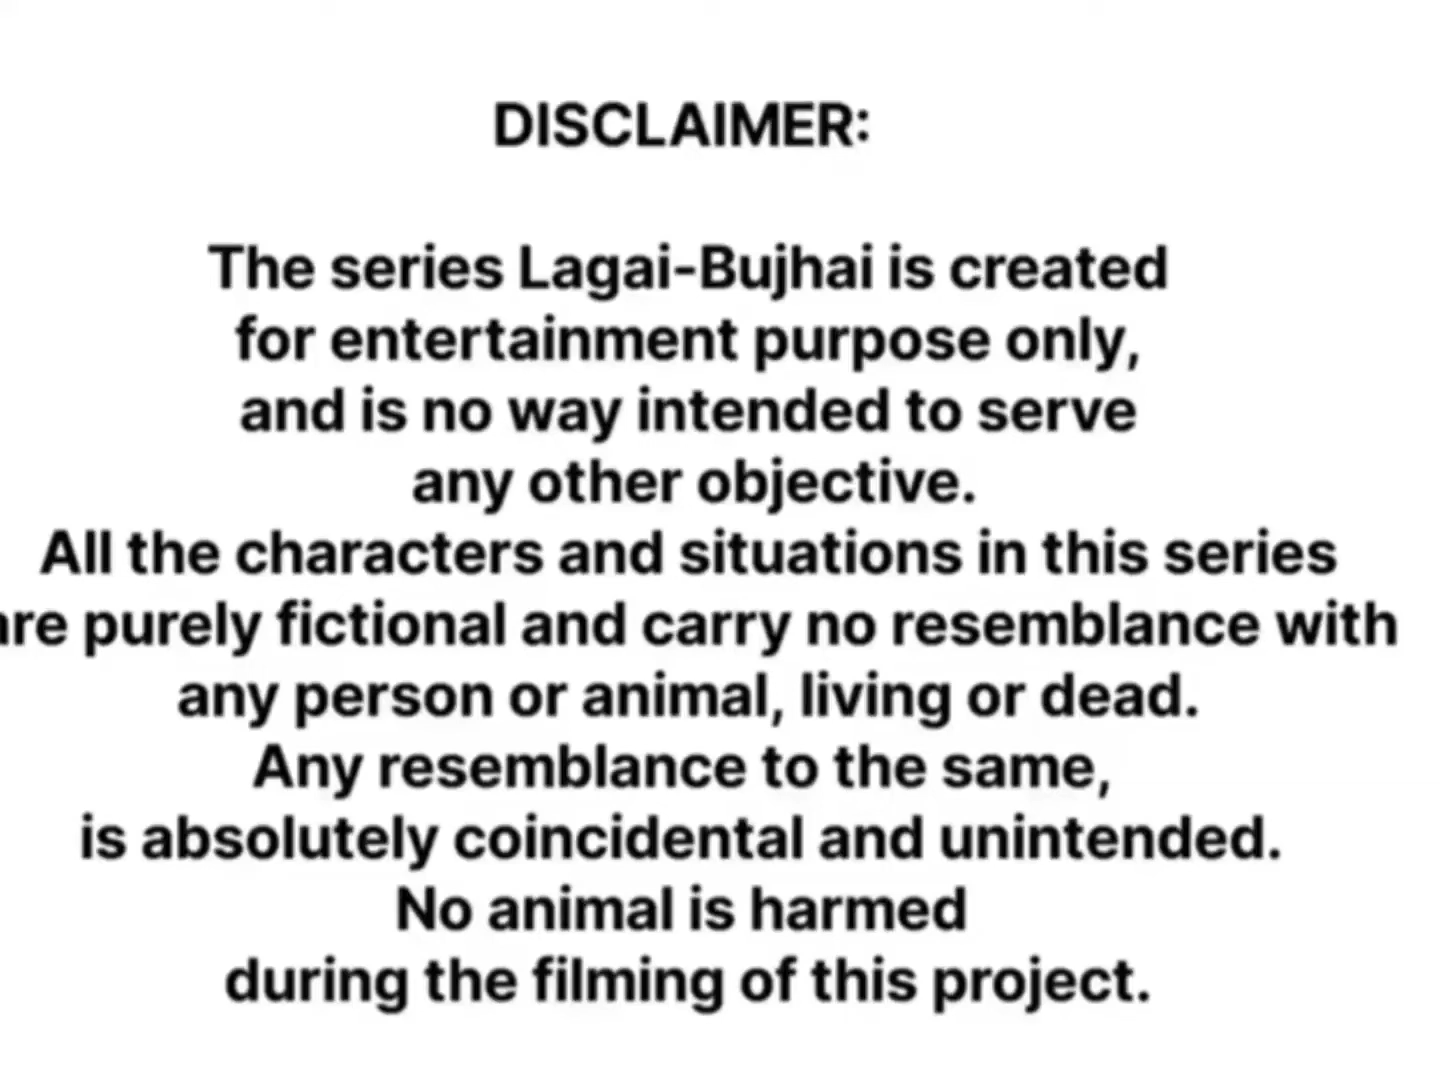 DISCLAIMER:
The series Lagai-Bujhai is created
for entertainment purpose only,
and is no way intended to serve
any other objective.
All the characters and situations in this series
are purely fictional and carry no resemblance with
any person or animal, living or dead.
Any resemblance to the same,
is absolutely coincidental and unintended.
No animal is harmed
during the filming of this project.